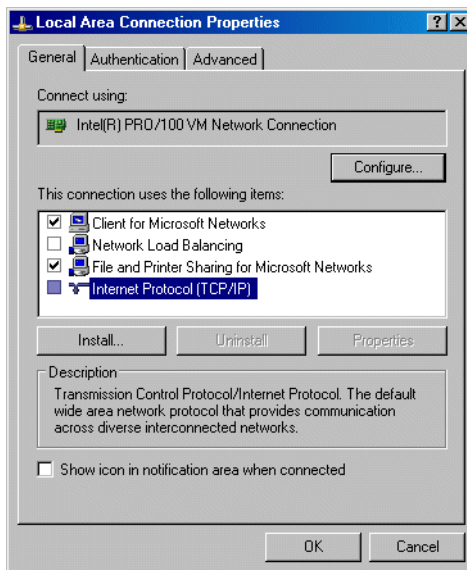 Local Area Connection Properties
General Authentication Advanced
Connect using:
Intel(R) PRO/100 VM Network Connection
Configure...
This connection uses the following items:
Client for Microsoft Networks
Network Load Balancing
File and Printer Sharing for Microsoft Networks
Internet Protocol (TCP/IP)
Install... Uninstall Properties
Description
Transmission Control Protocol/Internet Protocol. The default
wide area network protocol that provides communication
across diverse interconnected networks.
Show icon in notification area when connected
OK Cancel